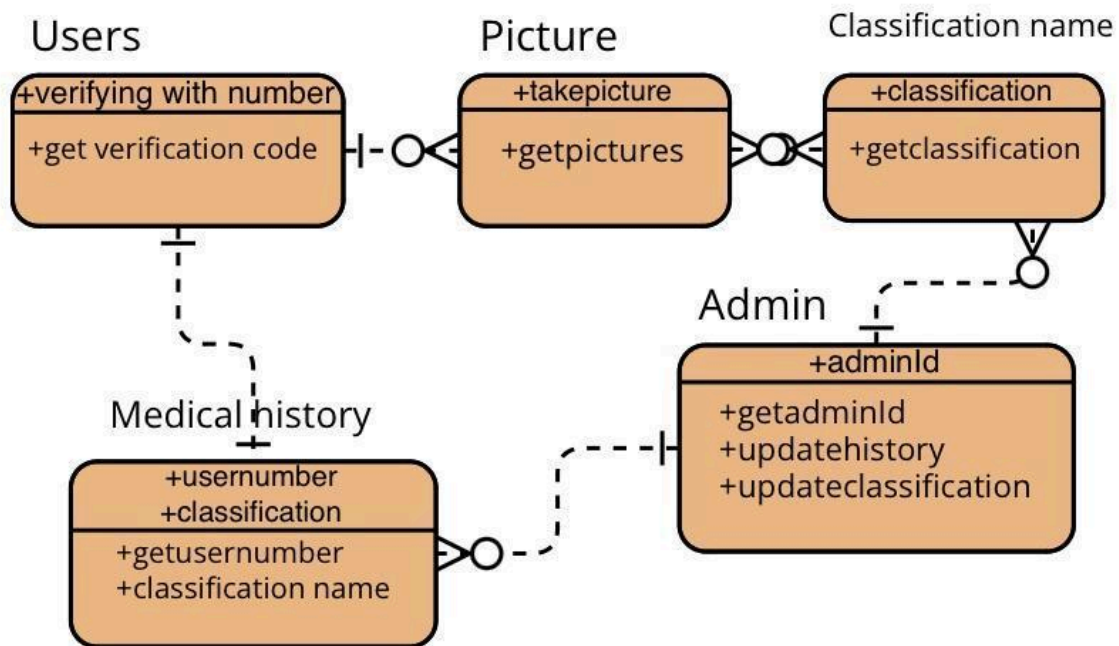 Users
+verifying with number
+get verification code
Picture
+takepicture
+getpictures
Classification name
+classification
+getclassification
Admin
+adminId
+getadminId
+updatehistory
+updateclassification
Medical history
+usernumber
+classification
+getusernumber
+classification name